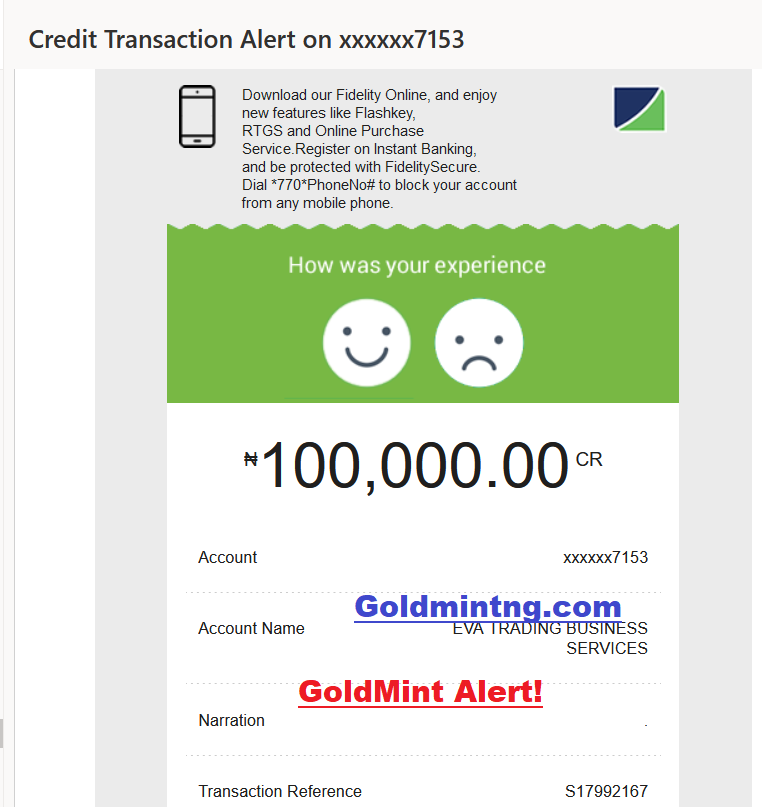 Credit Transaction Alert on xxxxxx7153
Download our Fidelity Online, and enjoy
new features like Flashkey,
RTGS and Online Purchase
Service.Register on Instant Banking,
and be protected with FidelitySecure.
Dial *770*PhoneNo# to block your account
from any mobile phone.
How was your experience
₦100,000.00 CR
Account xxxxxx7153
Goldmintng.com
Account Name EVA TRADING BUSINESS
SERVICES
GoldMint Alert!
Narration .
Transaction Reference S17992167